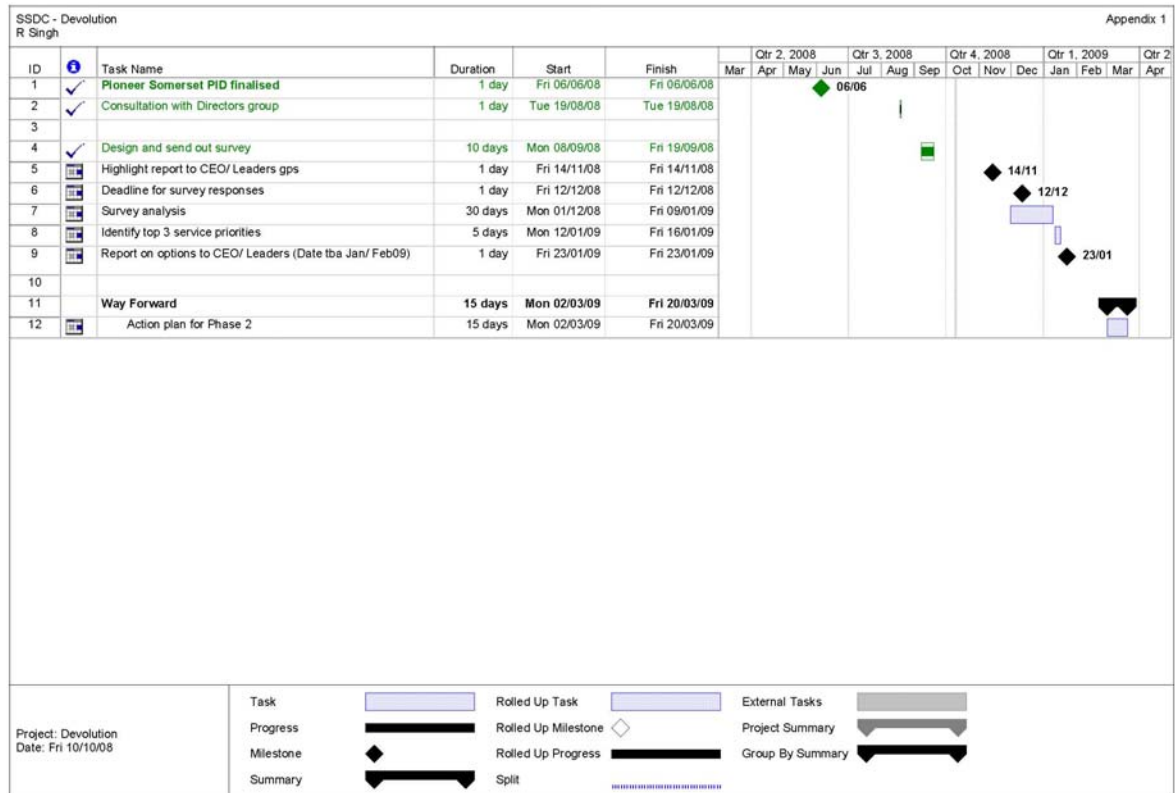 SSDC - Devolution
Appendix 1
R Singh
Qtr 2, 2008 Qtr 3, 2008 Qtr 4, 2008 Qtr 1, 2009 Qtr 2
ID Task Name Duration Start Finish Mar Apr May Jun Jul Aug Sep Oct Nov Dec Jan Feb Mar Apr
1 Pioneer Somerset PID finalised 1 day Fri 06/06/08 Fri 06/06/08 06/06
2 Consultation with Directors group 1 day Tue 19/08/08 Tue 19/08/08
3
4 Design and send out survey 10 days Mon 08/09/08 Fri 19/09/08
5 Highlight report to CEO/ Leaders gps 1 day Fri 14/11/08 Fri 14/11/08 14/11
6 Deadline for survey responses 1 day Fri 12/12/08 Fri 12/12/08 12/12
7 Survey analysis 30 days Mon 01/12/08 Fri 09/01/09
8 Identify top 3 service priorities 5 days Mon 12/01/09 Fri 16/01/09
9 Report on options to CEO/ Leaders (Date tba Jan/ Feb09) 1 day Fri 23/01/09 Fri 23/01/09 23/01
10
11 Way Forward 15 days Mon 02/03/09 Fri 20/03/09
12 Action plan for Phase 2 15 days Mon 02/03/09 Fri 20/03/09
Project: Devolution
Date: Fri 10/10/08
Task Rolled Up Task External Tasks
Progress Rolled Up Milestone Project Summary
Milestone Rolled Up Progress Group By Summary
Summary Split